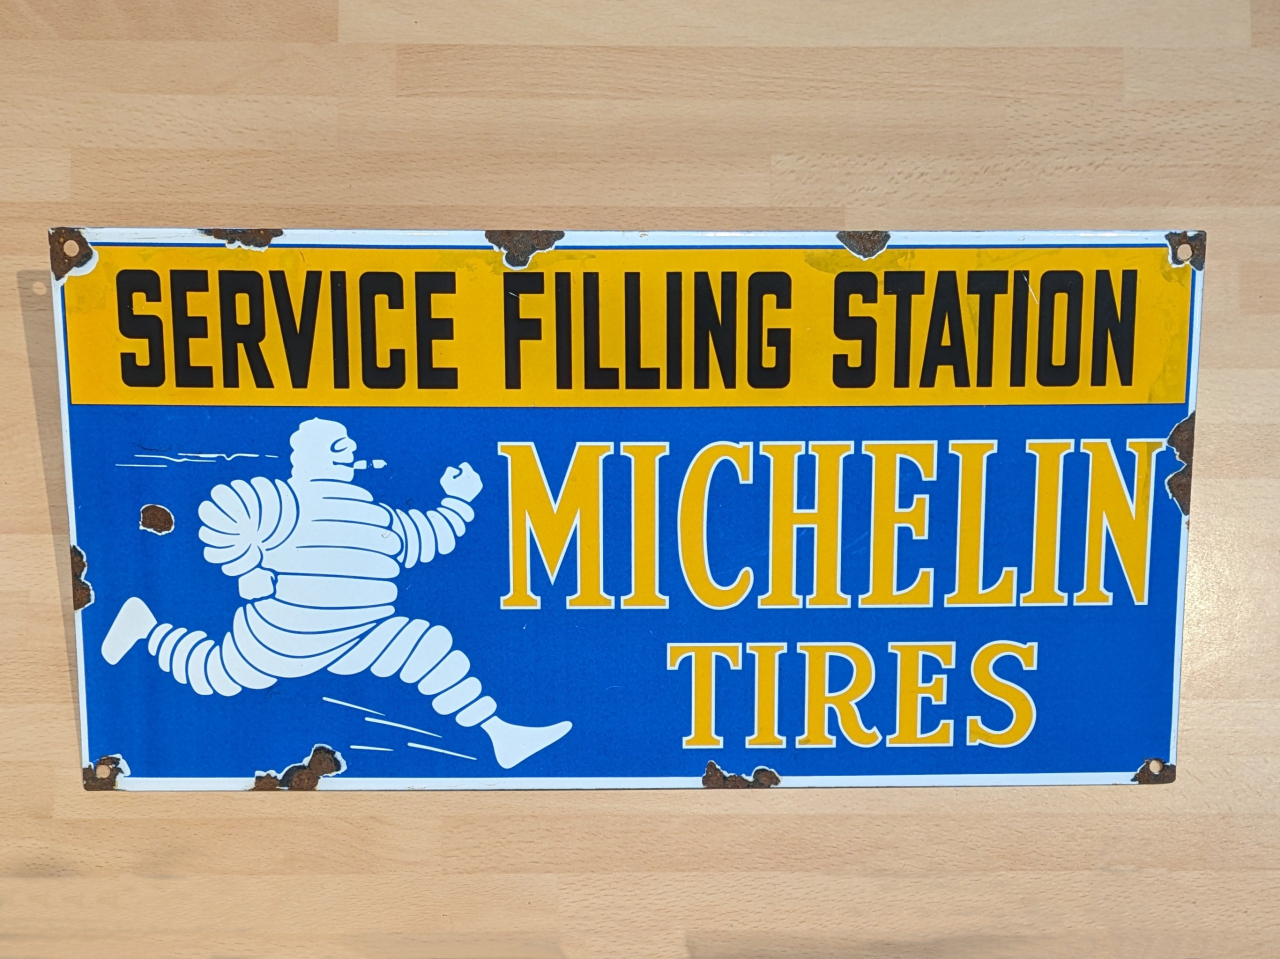 SERVICE FILLING STATION
MICHELIN
TIRES